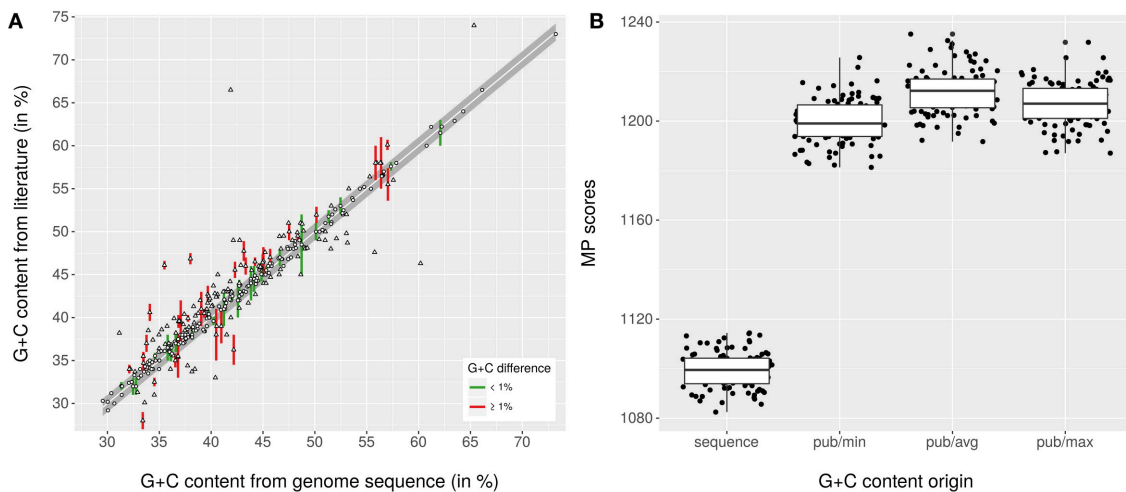 A
G+C content from literature (in %)
75
70
65
60
55
50
45
40
35
30
30 35 40 45 50 55 60 65 70
G+C content from genome sequence (in %)
G+C difference
< 1%
≥ 1%
B
MP scores
1240
1200
1160
1120
1080
sequence pub/min pub/avg pub/max
G+C content origin